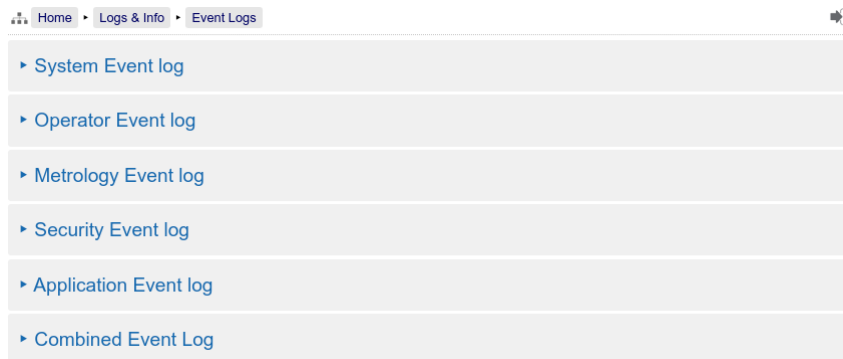 Home ‣ Logs & Info ‣ Event Logs
System Event log
Operator Event log
Metrology Event log
Security Event log
Application Event log
Combined Event Log